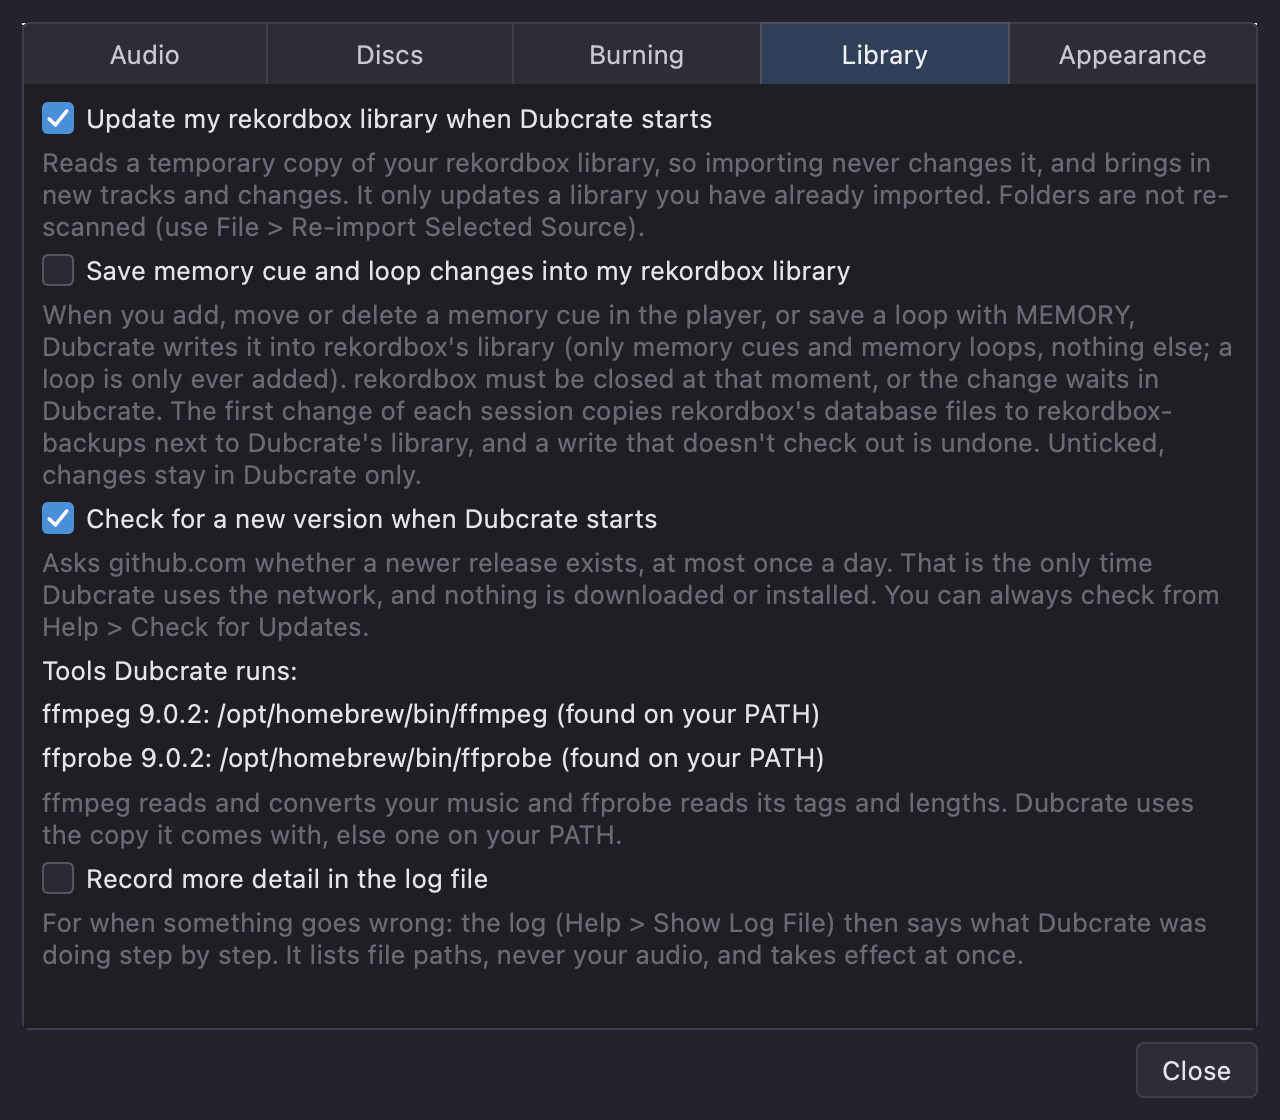 Audio
Discs
Burning
Library
Appearance
Update my rekordbox library when Dubcrate starts
Reads a temporary copy of your rekordbox library, so importing never changes it, and brings in
new tracks and changes. It only updates a library you have already imported. Folders are not re-
scanned (use File > Re-import Selected Source).
Save memory cue and loop changes into my rekordbox library
When you add, move or delete a memory cue in the player, or save a loop with MEMORY,
Dubcrate writes it into rekordbox's library (only memory cues and memory loops, nothing else; a
loop is only ever added). rekordbox must be closed at that moment, or the change waits in
Dubcrate. The first change of each session copies rekordbox's database files to rekordbox-
backups next to Dubcrate's library, and a write that doesn't check out is undone. Unticked,
changes stay in Dubcrate only.
Check for a new version when Dubcrate starts
Asks github.com whether a newer release exists, at most once a day. That is the only time
Dubcrate uses the network, and nothing is downloaded or installed. You can always check from
Help > Check for Updates.
Tools Dubcrate runs:
ffmpeg 9.0.2: /opt/homebrew/bin/ffmpeg (found on your PATH)
ffprobe 9.0.2: /opt/homebrew/bin/ffprobe (found on your PATH)
ffmpeg reads and converts your music and ffprobe reads its tags and lengths. Dubcrate uses
the copy it comes with, else one on your PATH.
Record more detail in the log file
For when something goes wrong: the log (Help > Show Log File) then says what Dubcrate was
doing step by step. It lists file paths, never your audio, and takes effect at once.
Close